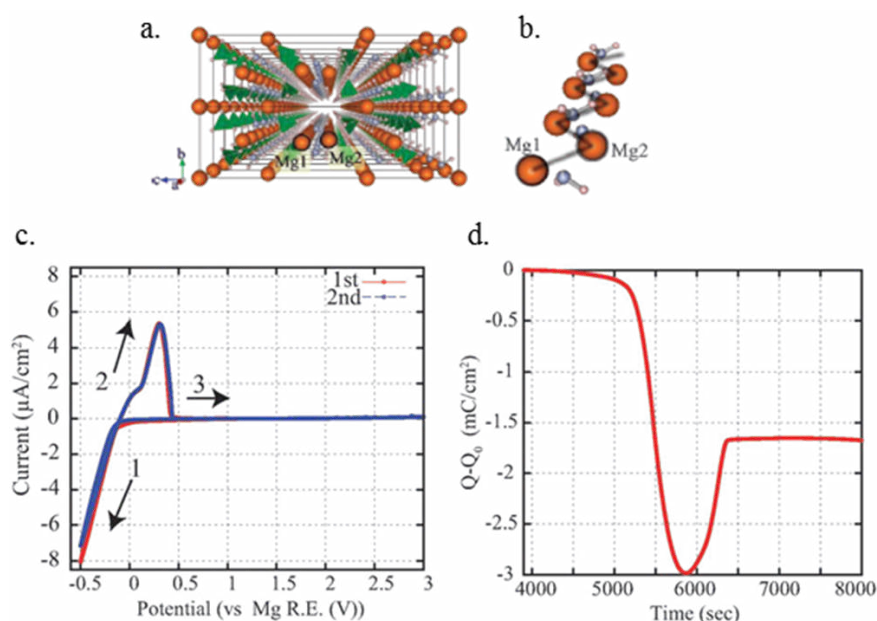 a.
b.
b
c
a
Mg1
Mg2
Mg1
Mg2
c.
d.
1st
2nd
8
6
4
2
0
-2
-4
-6
-8
2
3
1
Current (µA/cm²)
-0.5
0
0.5
1
1.5
2
2.5
3
Potential (vs Mg R.E. (V))
0
-0.5
-1
-1.5
-2
-2.5
-3
Q-Q₀ (mC/cm²)
4000
5000
6000
7000
8000
Time (sec)